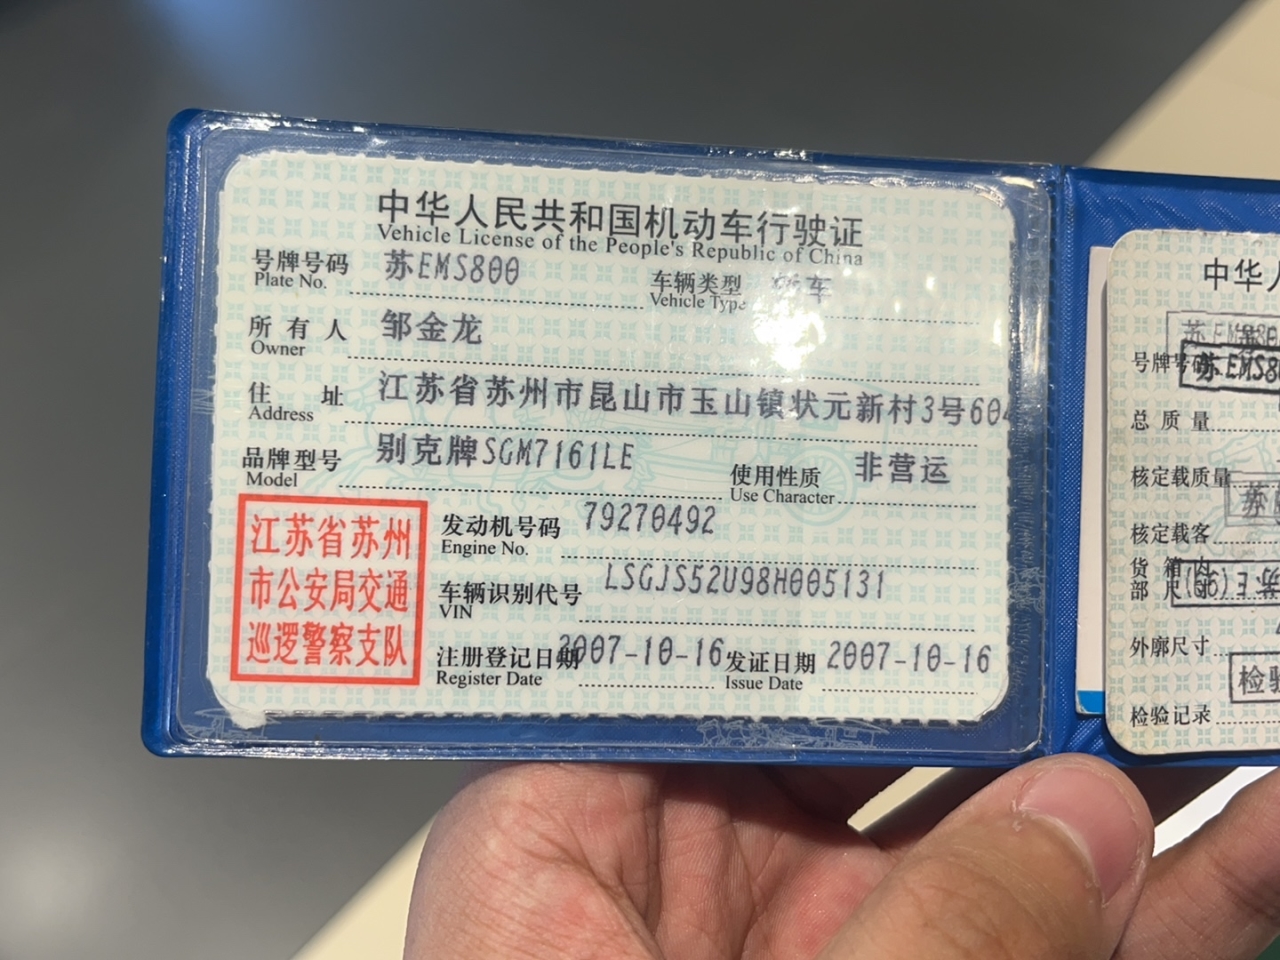 中华人民共和国机动车行驶证
Vehicle License of the People's Republic of China
号牌号码 苏EMS800
Plate No.
车辆类型 轿车
Vehicle Type
所有人 邹金龙
Owner
住址 江苏省苏州市昆山市玉山镇状元新村3号604
Address
品牌型号 别克牌SGM7161LE
Model
使用性质 非营运
Use Character
江苏省苏州
市公安局交通
巡逻警察支队
发动机号码 79270492
Engine No.
车辆识别代号 LSGJS52U98H005131
VIN
注册登记日期 2007-10-16
Register Date
发证日期 2007-10-16
Issue Date
中华人
号牌号码 苏EMS8
总质量
核定载质量
核定载客
货箱内
部尺
外廓尺寸
检验记录
检验